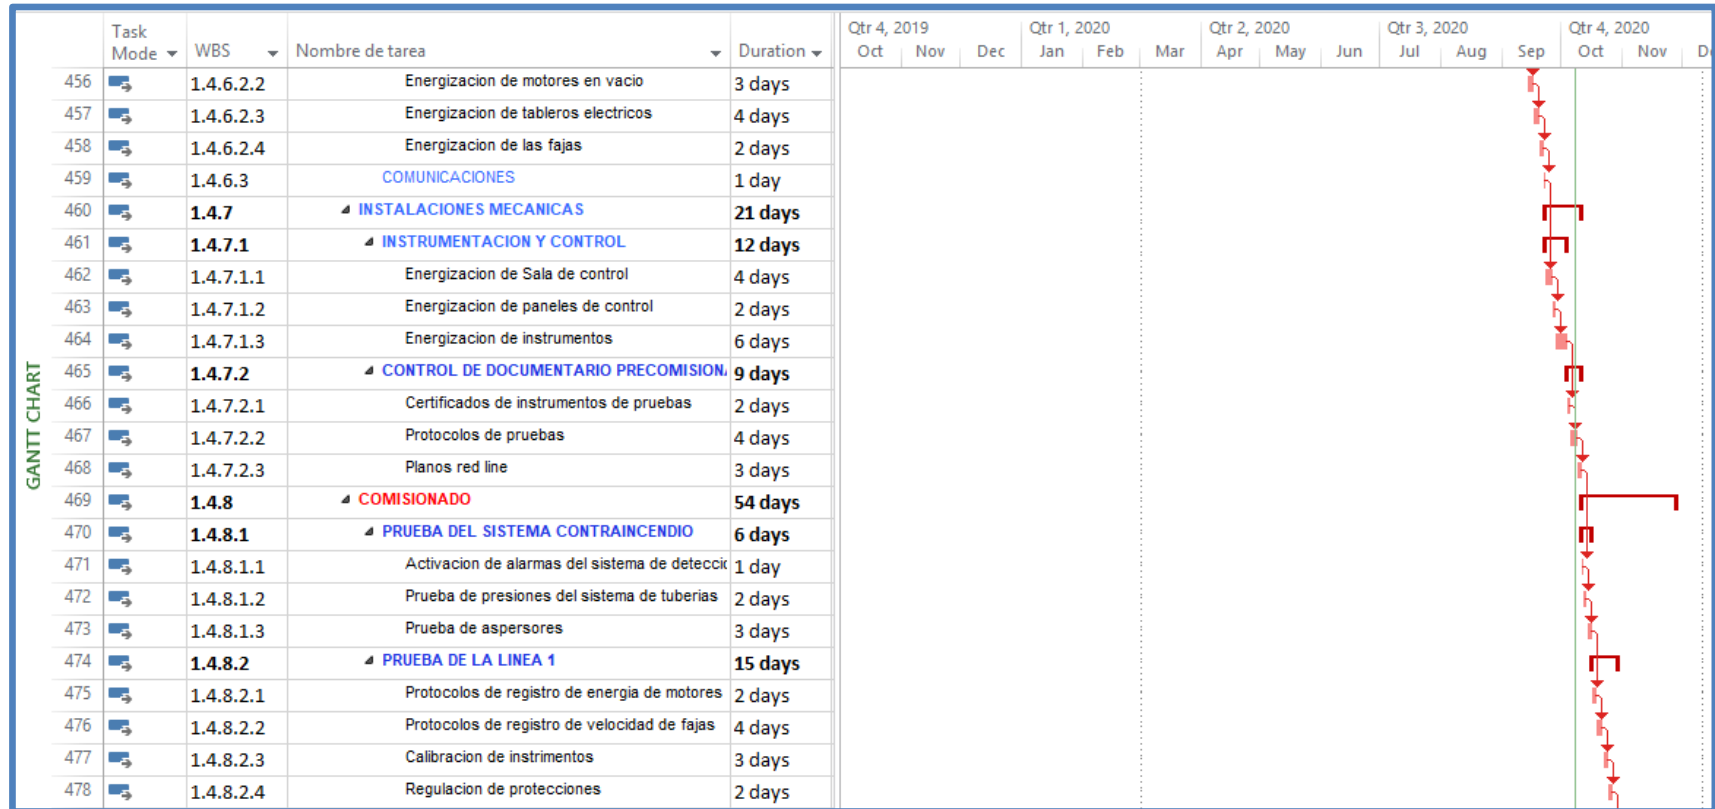 Qtr 4, 2019 Qtr 1, 2020 Qtr 2, 2020 Qtr 3, 2020 Qtr 4, 2020
Task Mode WBS Nombre de tarea Duration Oct Nov Dec Jan Feb Mar Apr May Jun Jul Aug Sep Oct Nov
456 1.4.6.2.2 Energizacion de motores en vacio 3 days
457 1.4.6.2.3 Energizacion de tableros electricos 4 days
458 1.4.6.2.4 Energizacion de las fajas 2 days
459 1.4.6.3 COMUNICACIONES 1 day
460 1.4.7 INSTALACIONES MECANICAS 21 days
461 1.4.7.1 INSTRUMENTACION Y CONTROL 12 days
462 1.4.7.1.1 Energizacion de Sala de control 4 days
463 1.4.7.1.2 Energizacion de paneles de control 2 days
464 1.4.7.1.3 Energizacion de instrumentos 6 days
465 1.4.7.2 CONTROL DE DOCUMENTARIO PRECOMISION 9 days
466 1.4.7.2.1 Certificados de instrumentos de pruebas 2 days
467 1.4.7.2.2 Protocolos de pruebas 4 days
468 1.4.7.2.3 Planos red line 3 days
469 1.4.8 COMISIONADO 54 days
470 1.4.8.1 PRUEBA DEL SISTEMA CONTRAINCENDIO 6 days
471 1.4.8.1.1 Activacion de alarmas del sistema de detecci 1 day
472 1.4.8.1.2 Prueba de presiones del sistema de tuberias 2 days
473 1.4.8.1.3 Prueba de aspersores 3 days
474 1.4.8.2 PRUEBA DE LA LINEA 1 15 days
475 1.4.8.2.1 Protocolos de registro de energia de motores 2 days
476 1.4.8.2.2 Protocolos de registro de velocidad de fajas 4 days
477 1.4.8.2.3 Calibracion de instrimentos 3 days
478 1.4.8.2.4 Regulacion de protecciones 2 days
GANTT CHART